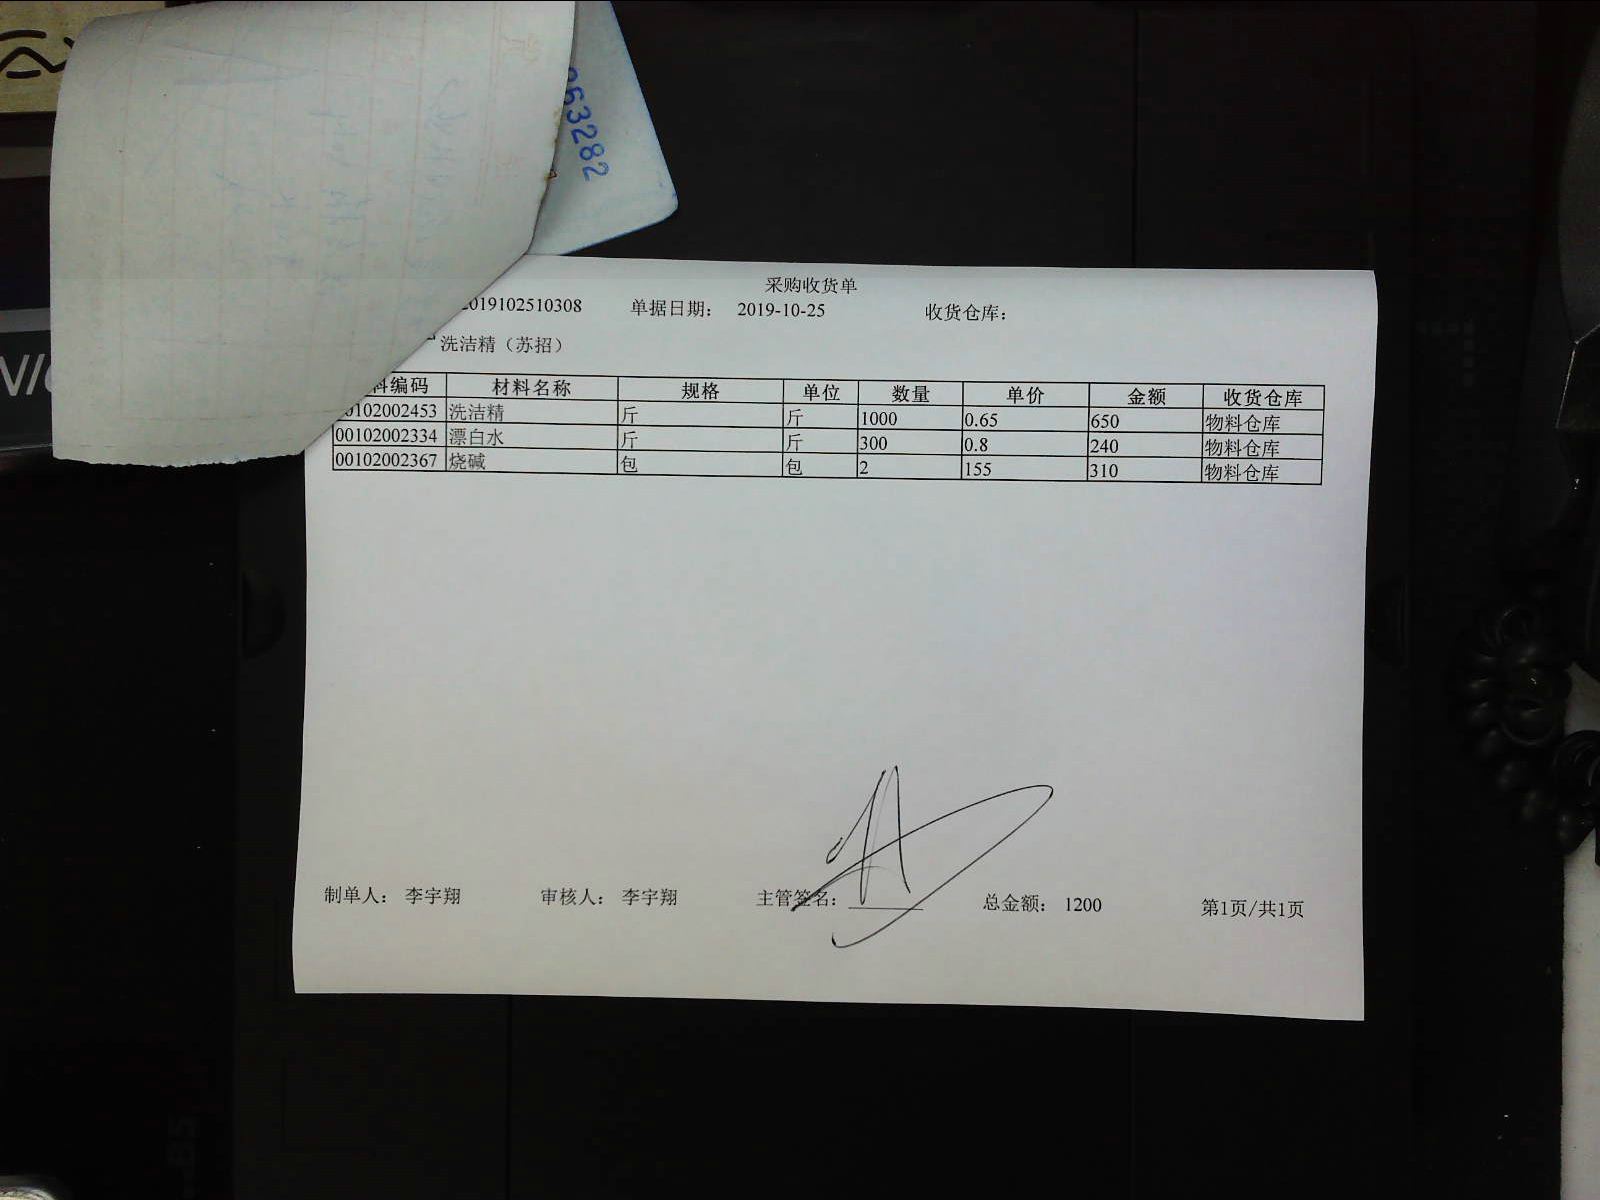 63282
采购收货单
2019102510308 单据日期： 2019-10-25 收货仓库：
洗洁精（苏招）
料编码 材料名称 规格 单位 数量 单价 金额 收货仓库
0102002453 洗洁精 斤 斤 1000 0.65 650 物料仓库
00102002334 漂白水 斤 斤 300 0.8 240 物料仓库
00102002367 烧碱 包 包 2 155 310 物料仓库
制单人： 李宇翔 审核人： 李宇翔 主管签名： 总金额： 1200 第1页/共1页